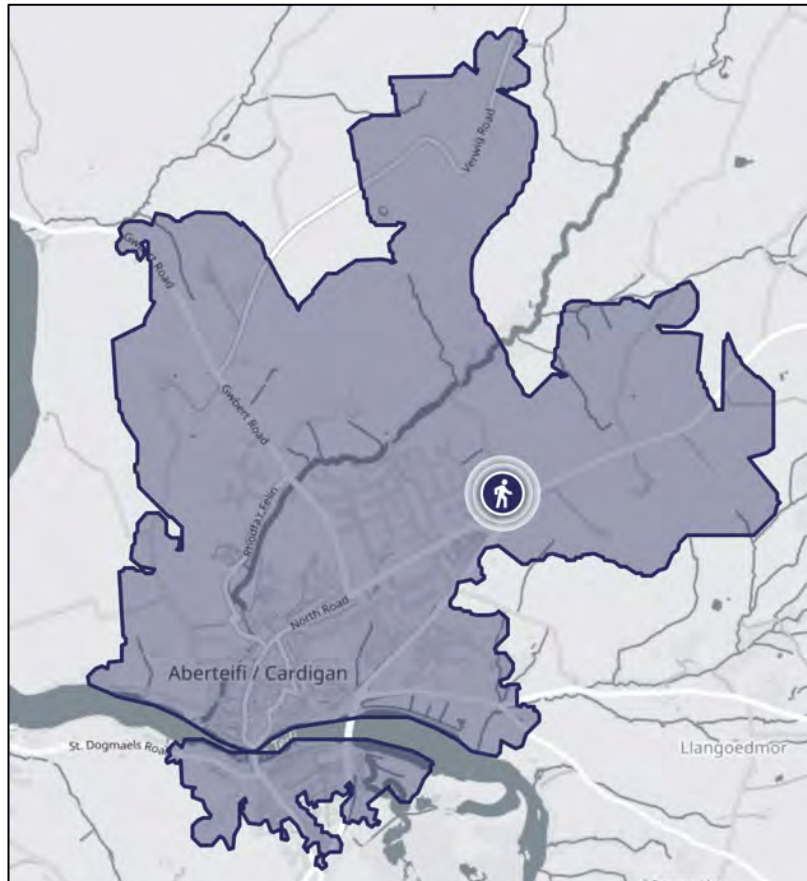 Verwig Road
Gwbert Road
Gwbert Road
Rhodfa'r Felin
North Road
Aberteifi / Cardigan
St. Dogmaels Road
Llangoedmor